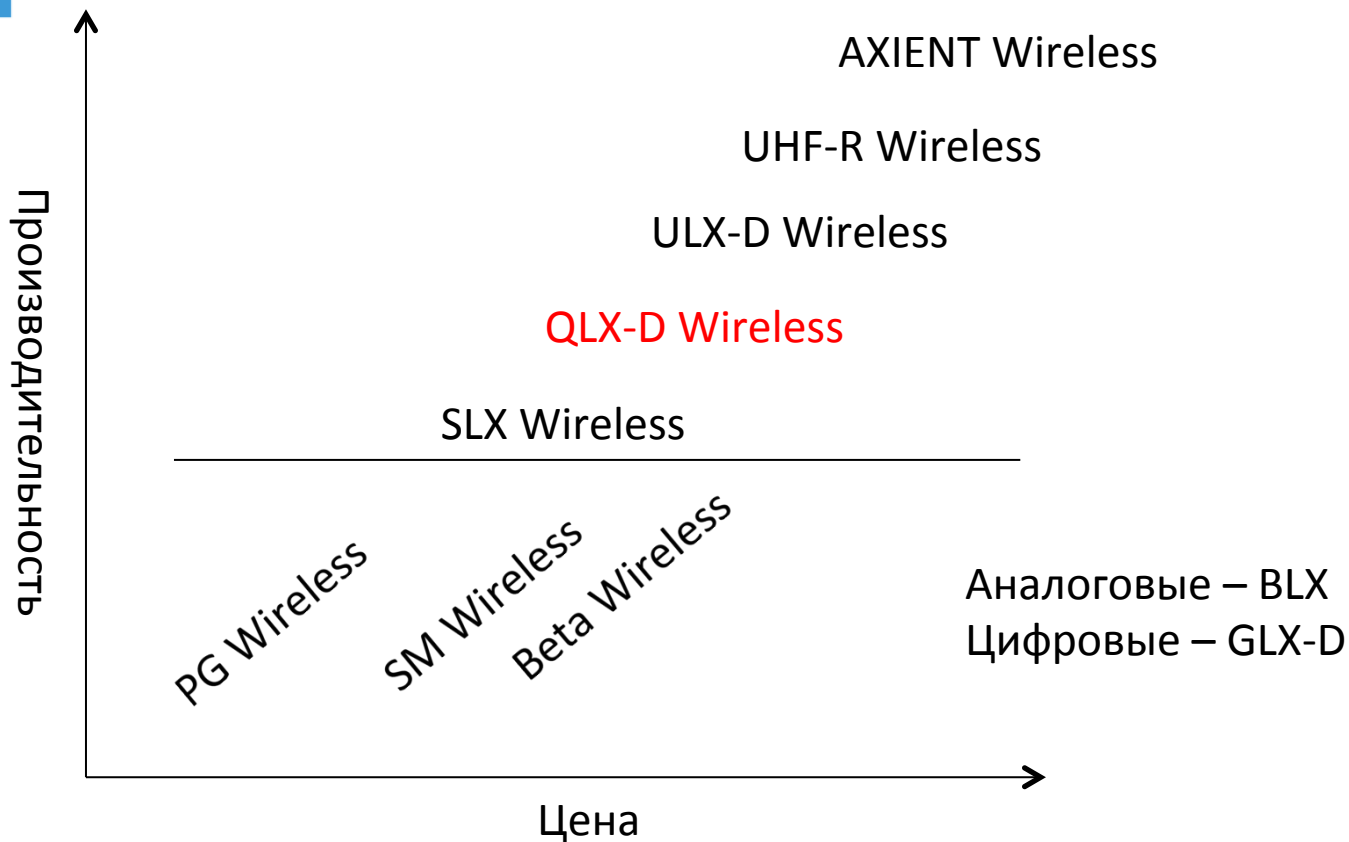 AXIENT Wireless
UHF-R Wireless
ULX-D Wireless
QLX-D Wireless
SLX Wireless
Производительность
PG Wireless
SM Wireless
Beta Wireless
Аналоговые – BLX
Цифровые – GLX-D
Цена